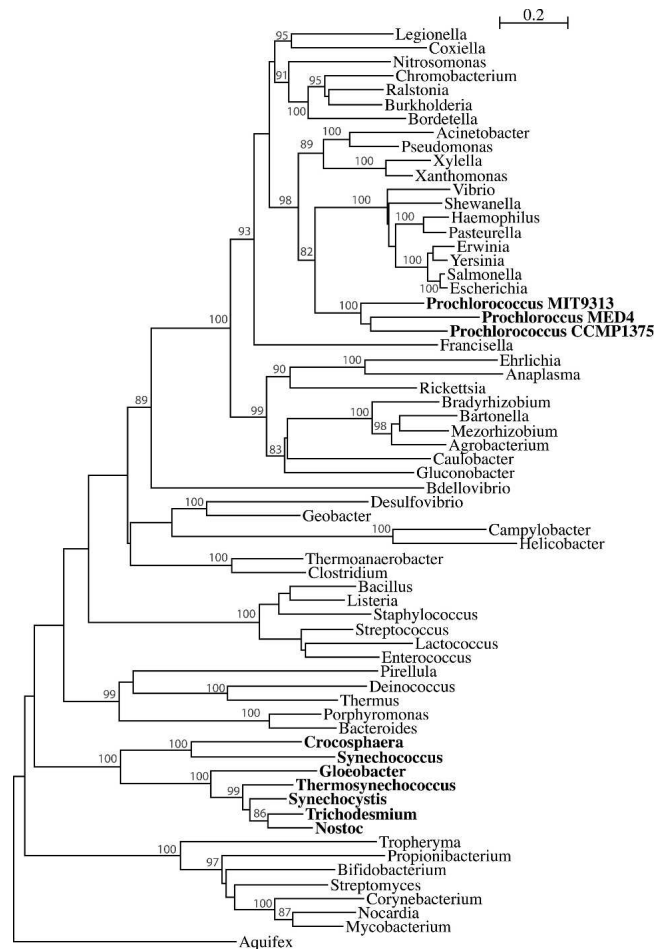 0.2
95
Legionella
Coxiella
91
Nitrosomonas
95
Chromobacterium
Ralstonia
Burkholderia
100
Bordetella
100
Acinetobacter
89
Pseudomonas
100
Xylella
Xanthomonas
98
100
Vibrio
Shewanella
100
Haemophilus
Pasteurella
93
Erwinia
82
100
Yersinia
Salmonella
Escherichia
100
Prochlorococcus MIT9313
Prochloroccus MED4
Prochlorococcus CCMP1375
100
Francisella
100
Ehrlichia
90
Anaplasma
Rickettsia
99
100
Bradyrhizobium
89
Bartonella
98
Mezorhizobium
Agrobacterium
83
Caulobacter
Gluconobacter
Bdellovibrio
100
Desulfovibrio
Geobacter
100
Campylobacter
Helicobacter
100
Thermoanaerobacter
Clostridium
Bacillus
Listeria
100
Staphylococcus
Streptococcus
Lactococcus
Enterococcus
Pirellula
99
100
Deinococcus
Thermus
100
Porphyromonas
Bacteroides
100
Crocosphaera
100
Synechococcus
100
Gloeobacter
99
Thermosynechococcus
Synechocystis
86
Trichodesmium
Nostoc
100
Tropheryma
97
Propionibacterium
Bifidobacterium
Streptomyces
100
Corynebacterium
87
Nocardia
Mycobacterium
Aquifex